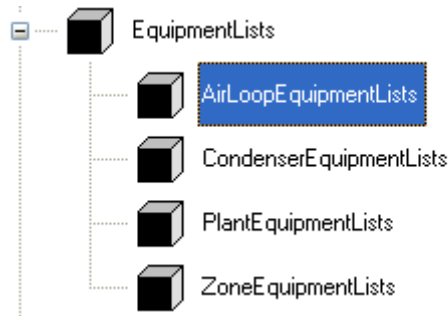 EquipmentLists
AirLoopEquipmentLists
CondenserEquipmentLists
PlantEquipmentLists
ZoneEquipmentLists